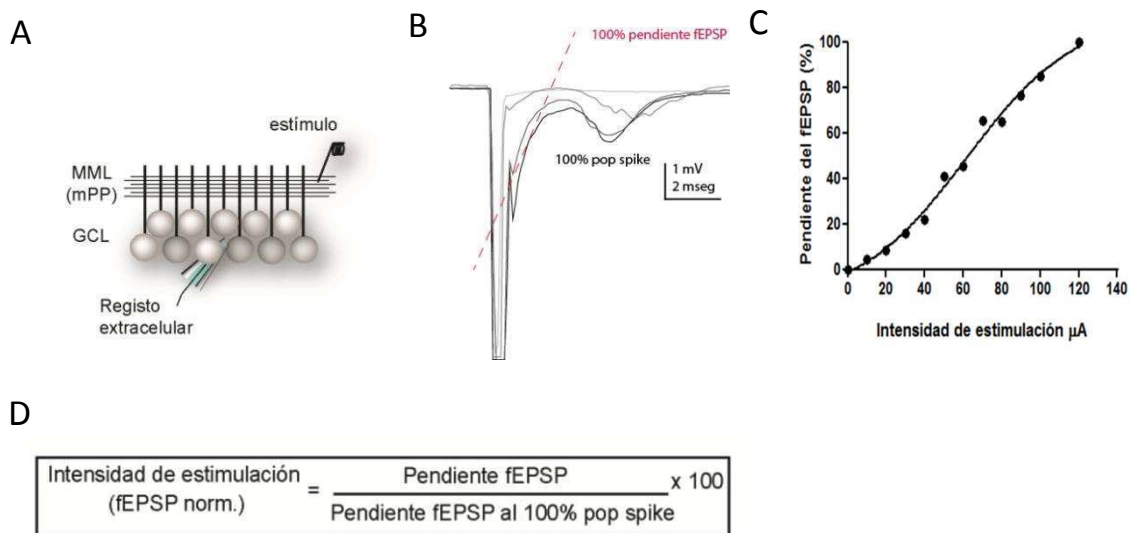 A
estímulo
MML
(mPP)
GCL
Registo
extracelular
B
100% pendiente fEPSP
100% pop spike
1 mV
2 mseg
C
Pendiente del fEPSP (%)
100
80
60
40
20
0
0 20 40 60 80 100 120 140
Intensidad de estimulación μA
D
Intensidad de estimulación
(fEPSP norm.)
=
Pendiente fEPSP
Pendiente fEPSP al 100% pop spike
x 100